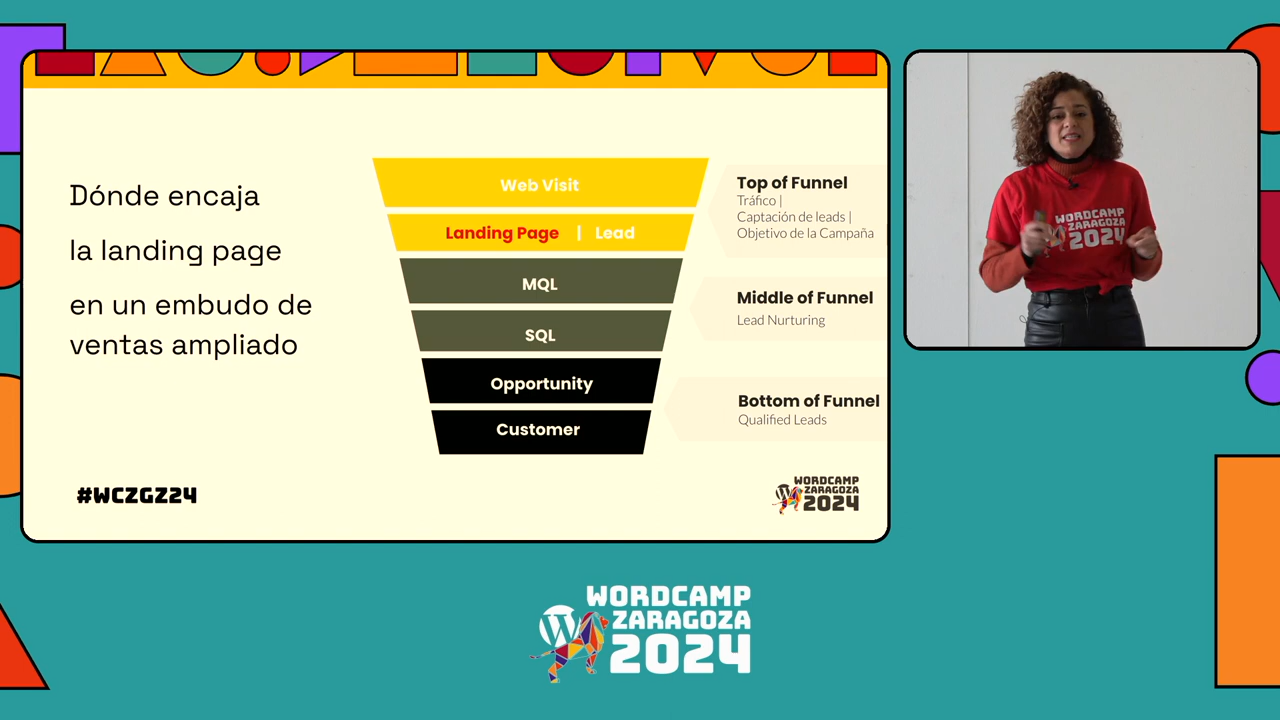 Dónde encaja
la landing page
en un embudo de
ventas ampliado
Web Visit
Landing Page | Lead
MQL
SQL
Opportunity
Customer
Top of Funnel
Tráfico |
Captación de leads |
Objetivo de la Campaña
Middle of Funnel
Lead Nurturing
Bottom of Funnel
Qualified Leads
#WCZGZ24
WORDCAMP
ZARAGOZA
2024
WORDCAMP
ZARAGOZA
2024
WORDCAMP
ZARAGOZA
2024